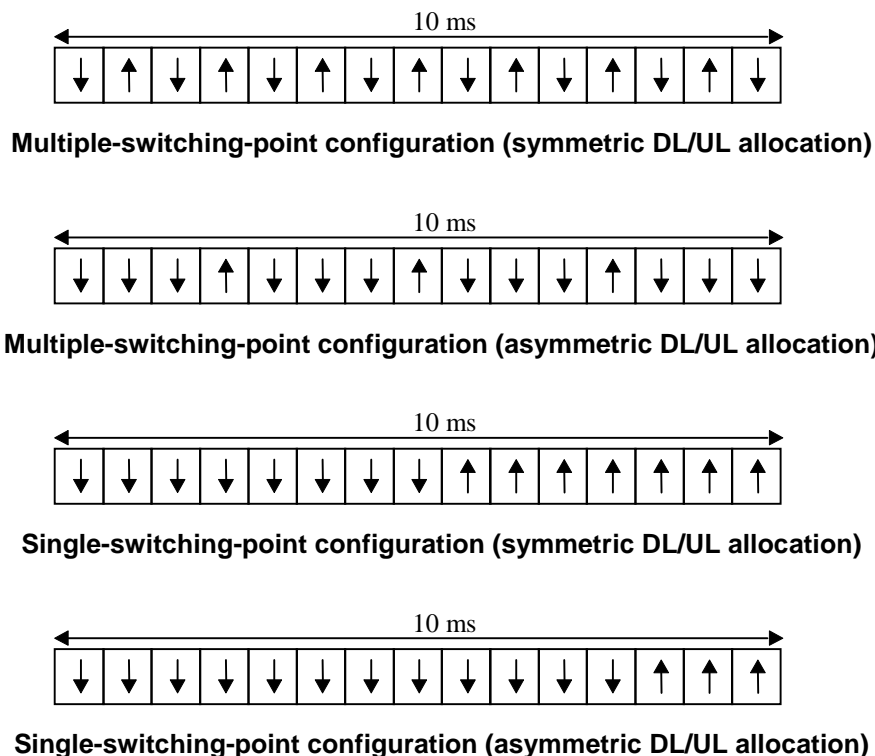 10 ms
Multiple-switching-point configuration (symmetric DL/UL allocation)
10 ms
Multiple-switching-point configuration (asymmetric DL/UL allocation)
10 ms
Single-switching-point configuration (symmetric DL/UL allocation)
10 ms
Single-switching-point configuration (asymmetric DL/UL allocation)